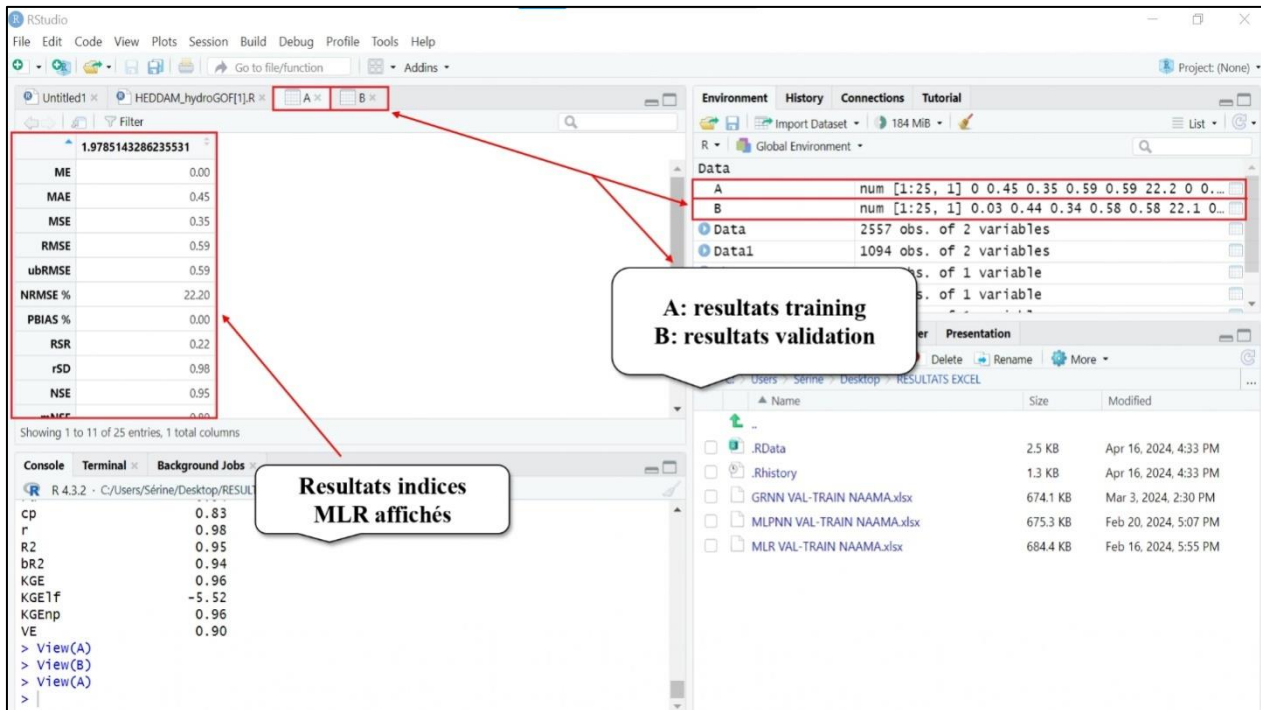 RStudio
File Edit Code View Plots Session Build Debug Profile Tools Help
Go to file/function Addins Project: (None)
Untitled1 HEDDAM_hydroGOF[1].R A B
Filter
1.9785143286235531
ME 0.00
MAE 0.45
MSE 0.35
RMSE 0.59
ubRMSE 0.59
NRMSE % 22.20
PBIAS % 0.00
RSR 0.22
rSD 0.98
NSE 0.95
Showing 1 to 11 of 25 entries, 1 total columns
Console Terminal Background Jobs
R 4.3.2 · C:/Users/Sérine/Desktop/RESULT
cp 0.83
r 0.98
R2 0.95
bR2 0.94
KGE 0.96
KGElf -5.52
KGEnp 0.96
VE 0.90
> View(A)
> View(B)
> View(A)
>
Resultats indices
MLR affichés
Environment History Connections Tutorial
Import Dataset 184 MiB List
R Global Environment
Data
A num [1:25, 1] 0 0.45 0.35 0.59 0.59 22.2 0 0...
B num [1:25, 1] 0.03 0.44 0.34 0.58 0.58 22.1 0...
Data 2557 obs. of 2 variables
Data1 1094 obs. of 2 variables
bs. of 1 variable
s. of 1 variable
A: resultats training
B: resultats validation
er Presentation
Delete Rename More
C: Users Sérine Desktop RESULTATS EXCEL ...
Name Size Modified
..
.RData 2.5 KB Apr 16, 2024, 4:33 PM
.Rhistory 1.3 KB Apr 16, 2024, 4:33 PM
GRNN VAL-TRAIN NAAMA.xlsx 674.1 KB Mar 3, 2024, 2:30 PM
MLPNN VAL-TRAIN NAAMA.xlsx 675.3 KB Feb 20, 2024, 5:07 PM
MLR VAL-TRAIN NAAMA.xlsx 684.4 KB Feb 16, 2024, 5:55 PM